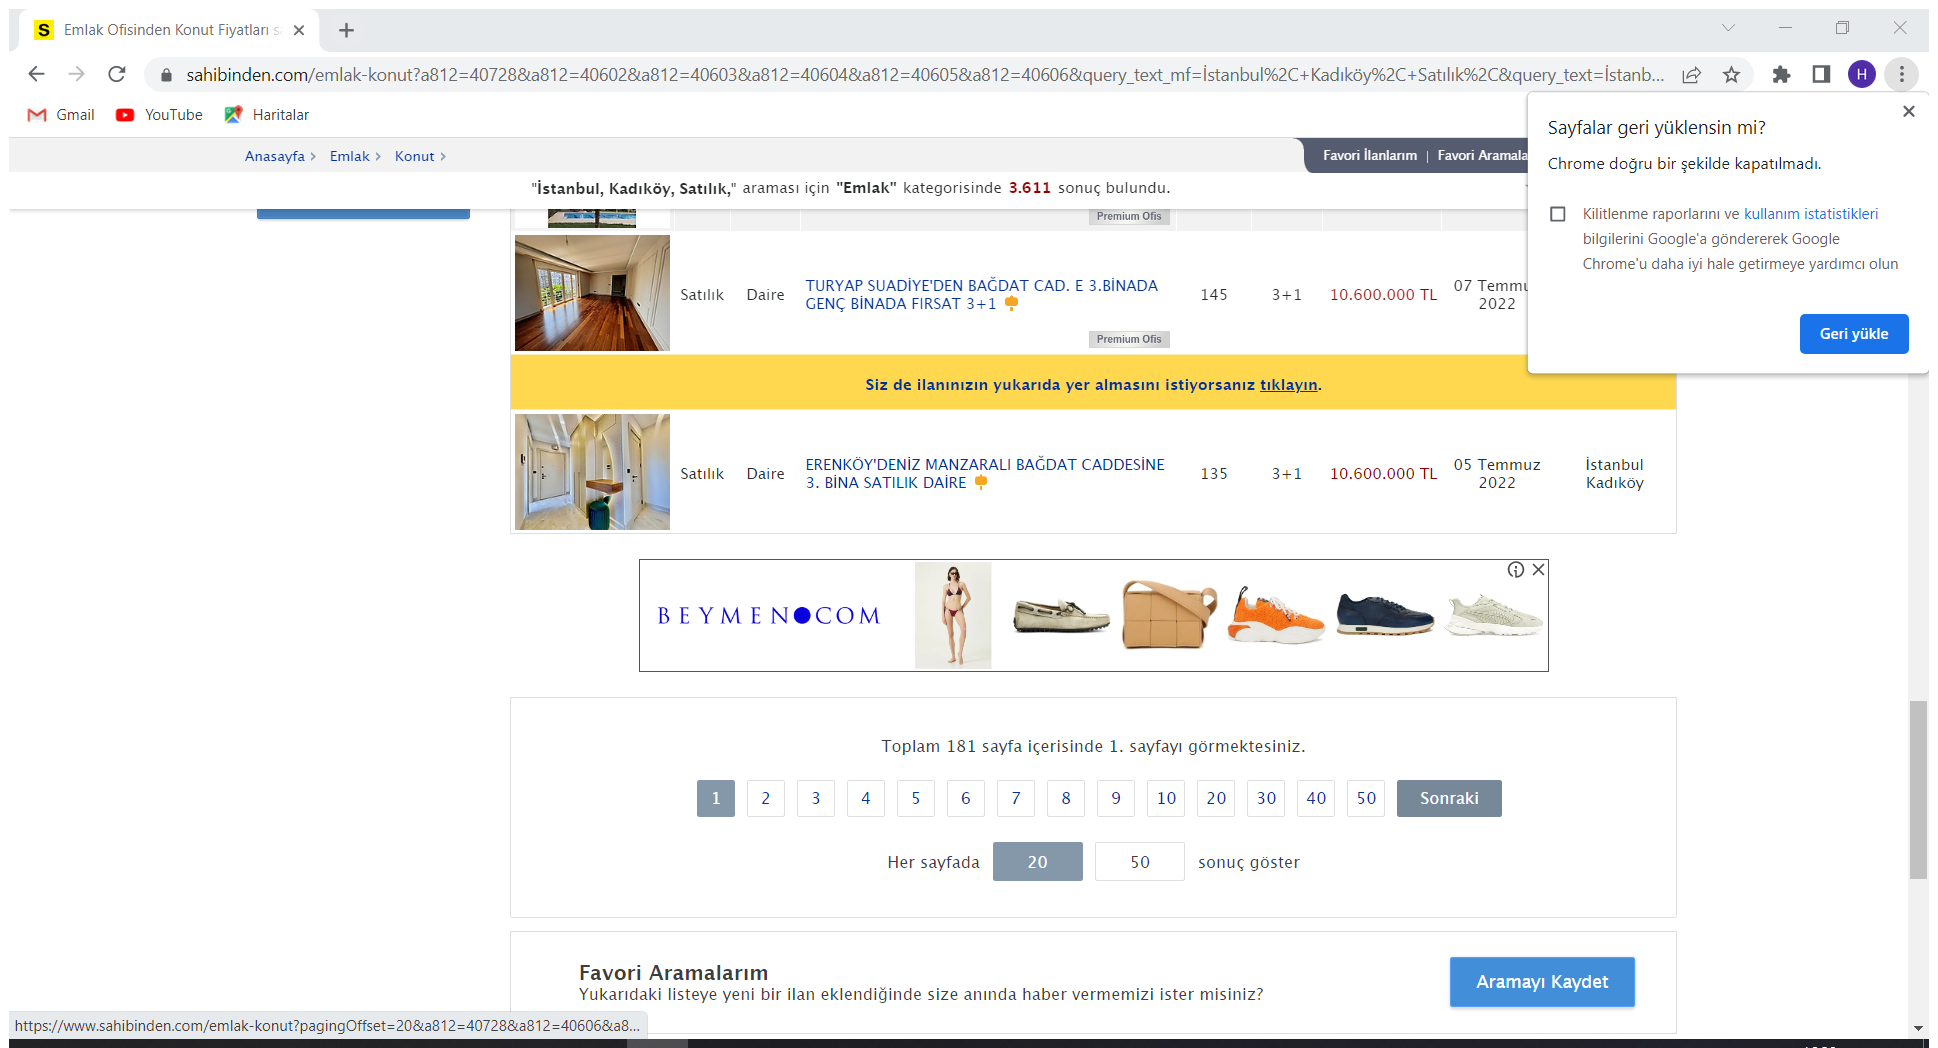 Emlak Ofisinden Konut Fiyatları sa
sahibinden.com/emlak-konut?a812=40728&a812=40602&a812=40603&a812=40604&a812=40605&a812=40606&query_text_mf=İstanbul%2C+Kadıköy%2C+Satılık%2C&query_text=İstanb...
H
Gmail
YouTube
Haritalar
Sayfalar geri yüklensin mi?
Chrome doğru bir şekilde kapatılmadı.
Kilitlenme raporlarını ve kullanım istatistikleri
bilgilerini Google'a göndererek Google
Chrome'u daha iyi hale getirmeye yardımcı olun
Geri yükle
Anasayfa > Emlak > Konut >
Favori İlanlarım | Favori Aramala
"İstanbul, Kadıköy, Satılık," araması için "Emlak" kategorisinde 3.611 sonuç bulundu.
Premium Ofis
Satılık Daire TURYAP SUADİYE'DEN BAĞDAT CAD. E 3.BİNADA 145 3+1 10.600.000 TL 07 Temmu
GENÇ BİNADA FIRSAT 3+1 2022
Premium Ofis
Siz de ilanınızın yukarıda yer almasını istiyorsanız tıklayın.
Satılık Daire ERENKÖY'DENİZ MANZARALI BAĞDAT CADDESİNE 135 3+1 10.600.000 TL 05 Temmuz İstanbul
3. BİNA SATILIK DAİRE 2022 Kadıköy
BEYMEN●COM
Toplam 181 sayfa içerisinde 1. sayfayı görmektesiniz.
1 2 3 4 5 6 7 8 9 10 20 30 40 50 Sonraki
Her sayfada 20 50 sonuç göster
Favori Aramalarım
Yukarıdaki listeye yeni bir ilan eklendiğinde size anında haber vermemizi ister misiniz?
Aramayı Kaydet
https://www.sahibinden.com/emlak-konut?pagingOffset=20&a812=40728&a812=40606&a8...